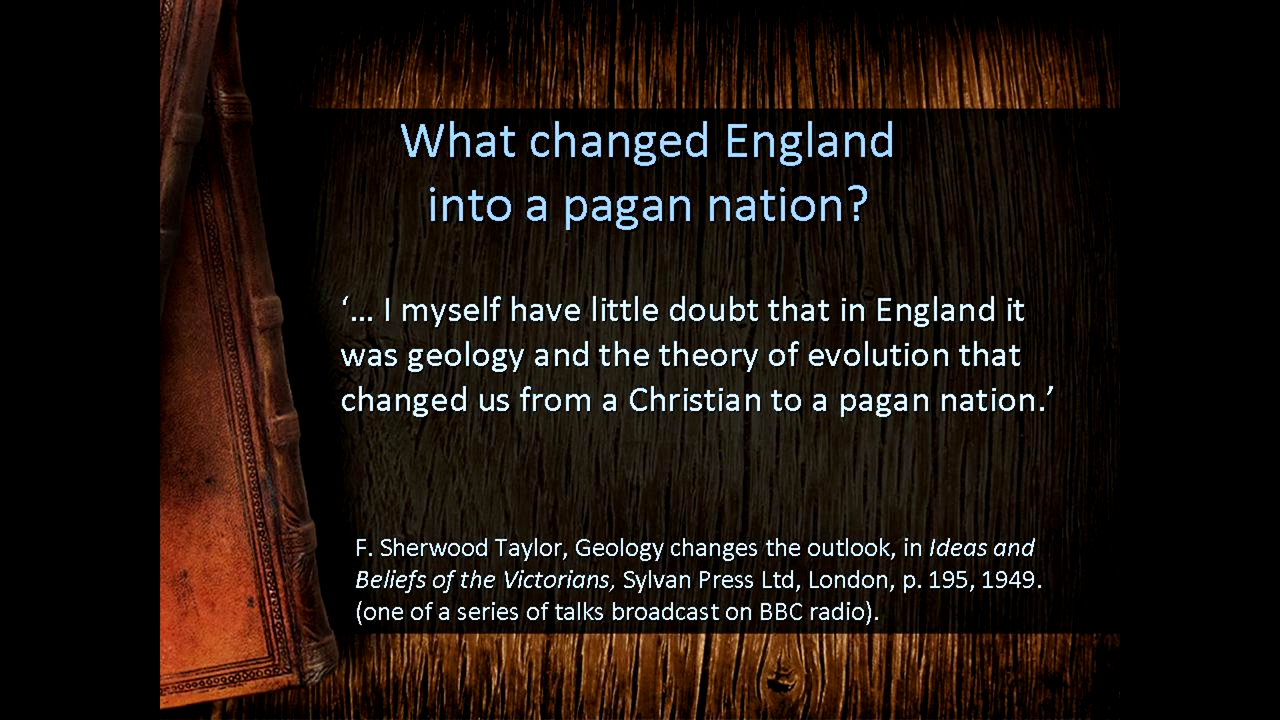 What changed England
into a pagan nation?
‘... I myself have little doubt that in England it
was geology and the theory of evolution that
changed us from a Christian to a pagan nation.’
F. Sherwood Taylor, Geology changes the outlook, in Ideas and
Beliefs of the Victorians, Sylvan Press Ltd, London, p. 195, 1949.
(one of a series of talks broadcast on BBC radio).